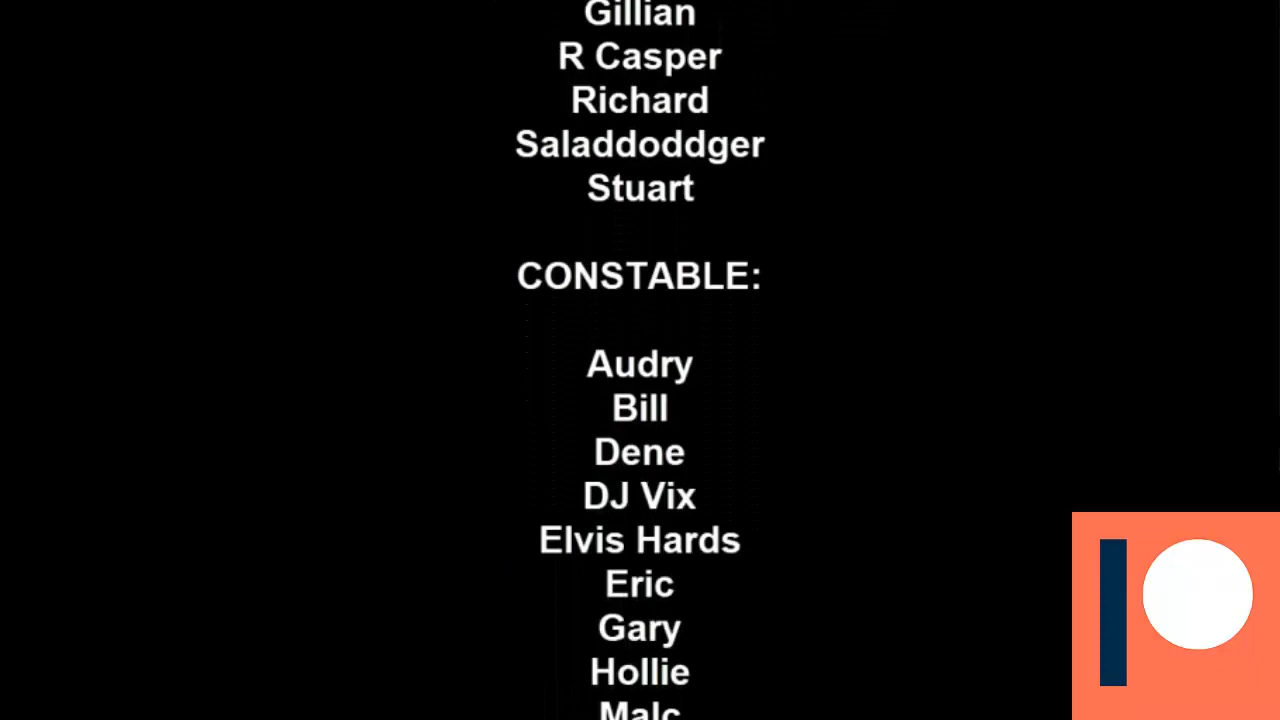 Gillian
R Casper
Richard
Saladdoddger
Stuart
CONSTABLE:
Audry
Bill
Dene
DJ Vix
Elvis Hards
Eric
Gary
Hollie
Malc